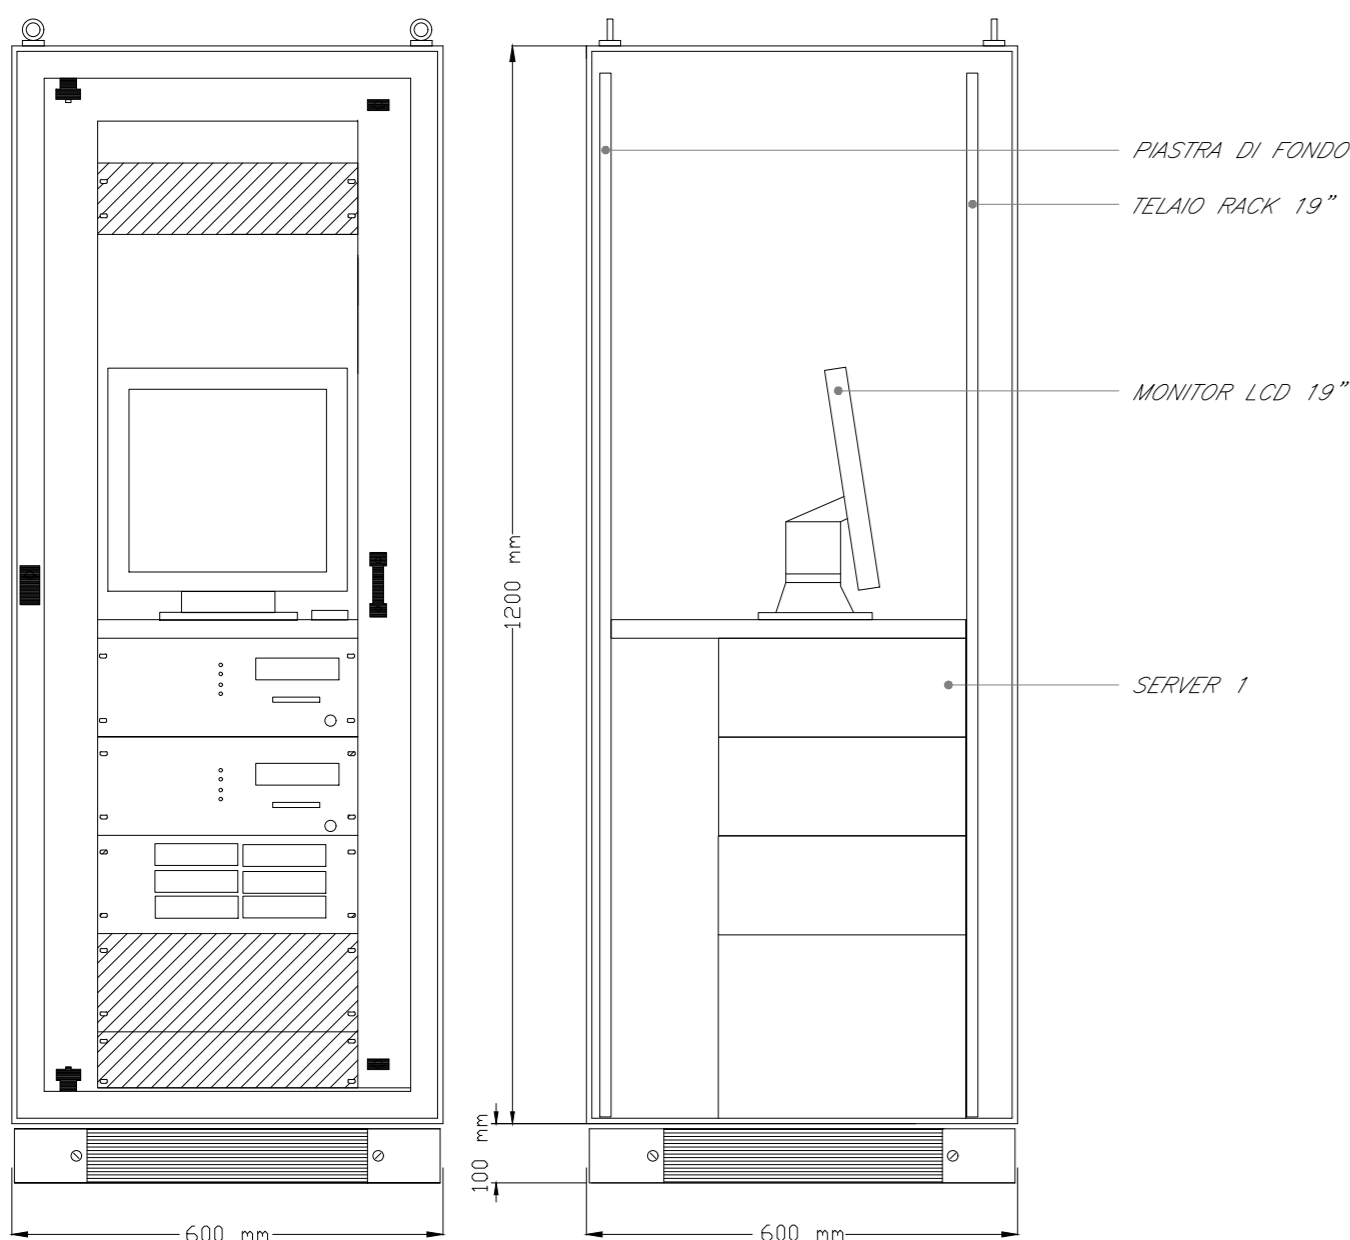 PIASTRA DI FONDO
TELAIO RACK 19"
MONITOR LCD 19"
1200 mm
SERVER 1
100 mm
600 mm
600 mm